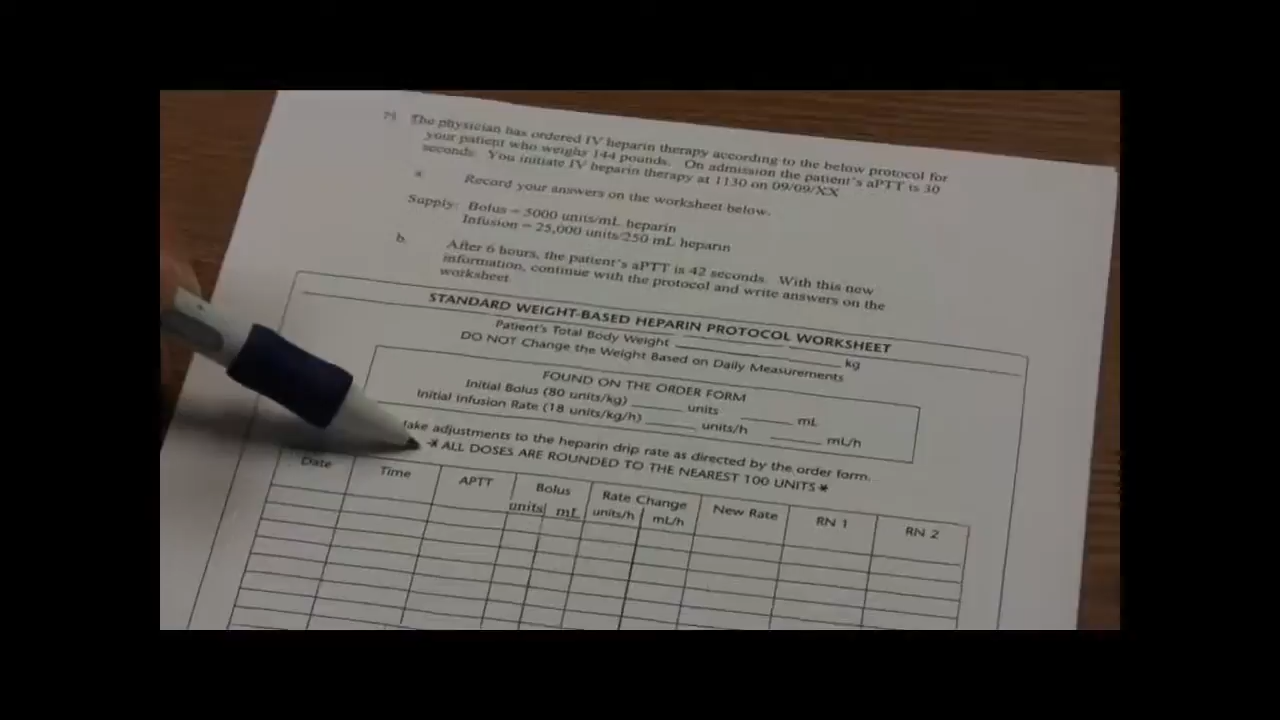 The physician has ordered IV heparin therapy according to the below protocol for
your patient who weighs 144 pounds. On admission the patient's aPTT is 30
seconds. You initiate IV heparin therapy at 1130 on 09/09/XX
a. Record your answers on the worksheet below.
Supply: Bolus = 5000 units/mL heparin
Infusion = 25,000 units/250 mL heparin
b. After 6 hours, the patient's aPTT is 42 seconds. With this new
information, continue with the protocol and write answers on the
worksheet
STANDARD WEIGHT-BASED HEPARIN PROTOCOL WORKSHEET
Patient's Total Body Weight ____________ kg
DO NOT Change the Weight Based on Daily Measurements
FOUND ON THE ORDER FORM
Initial Bolus (80 units/kg) ______ units ______ mL
Initial Infusion Rate (18 units/kg/h) ______ units/h ______ mL/h
adjustments to the heparin drip rate as directed by the order form.
*ALL DOSES ARE ROUNDED TO THE NEAREST 100 UNITS*
Date Time APTT Bolus Rate Change New Rate RN 1 RN 2
units mL units/h mL/h